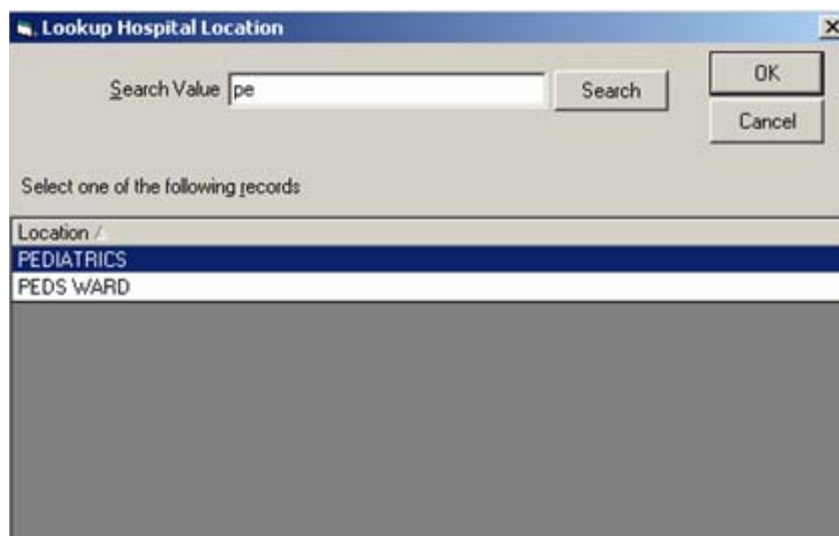 Lookup Hospital Location
Search Value pe Search
OK
Cancel
Select one of the following records
Location
PEDIATRICS
PEDS WARD